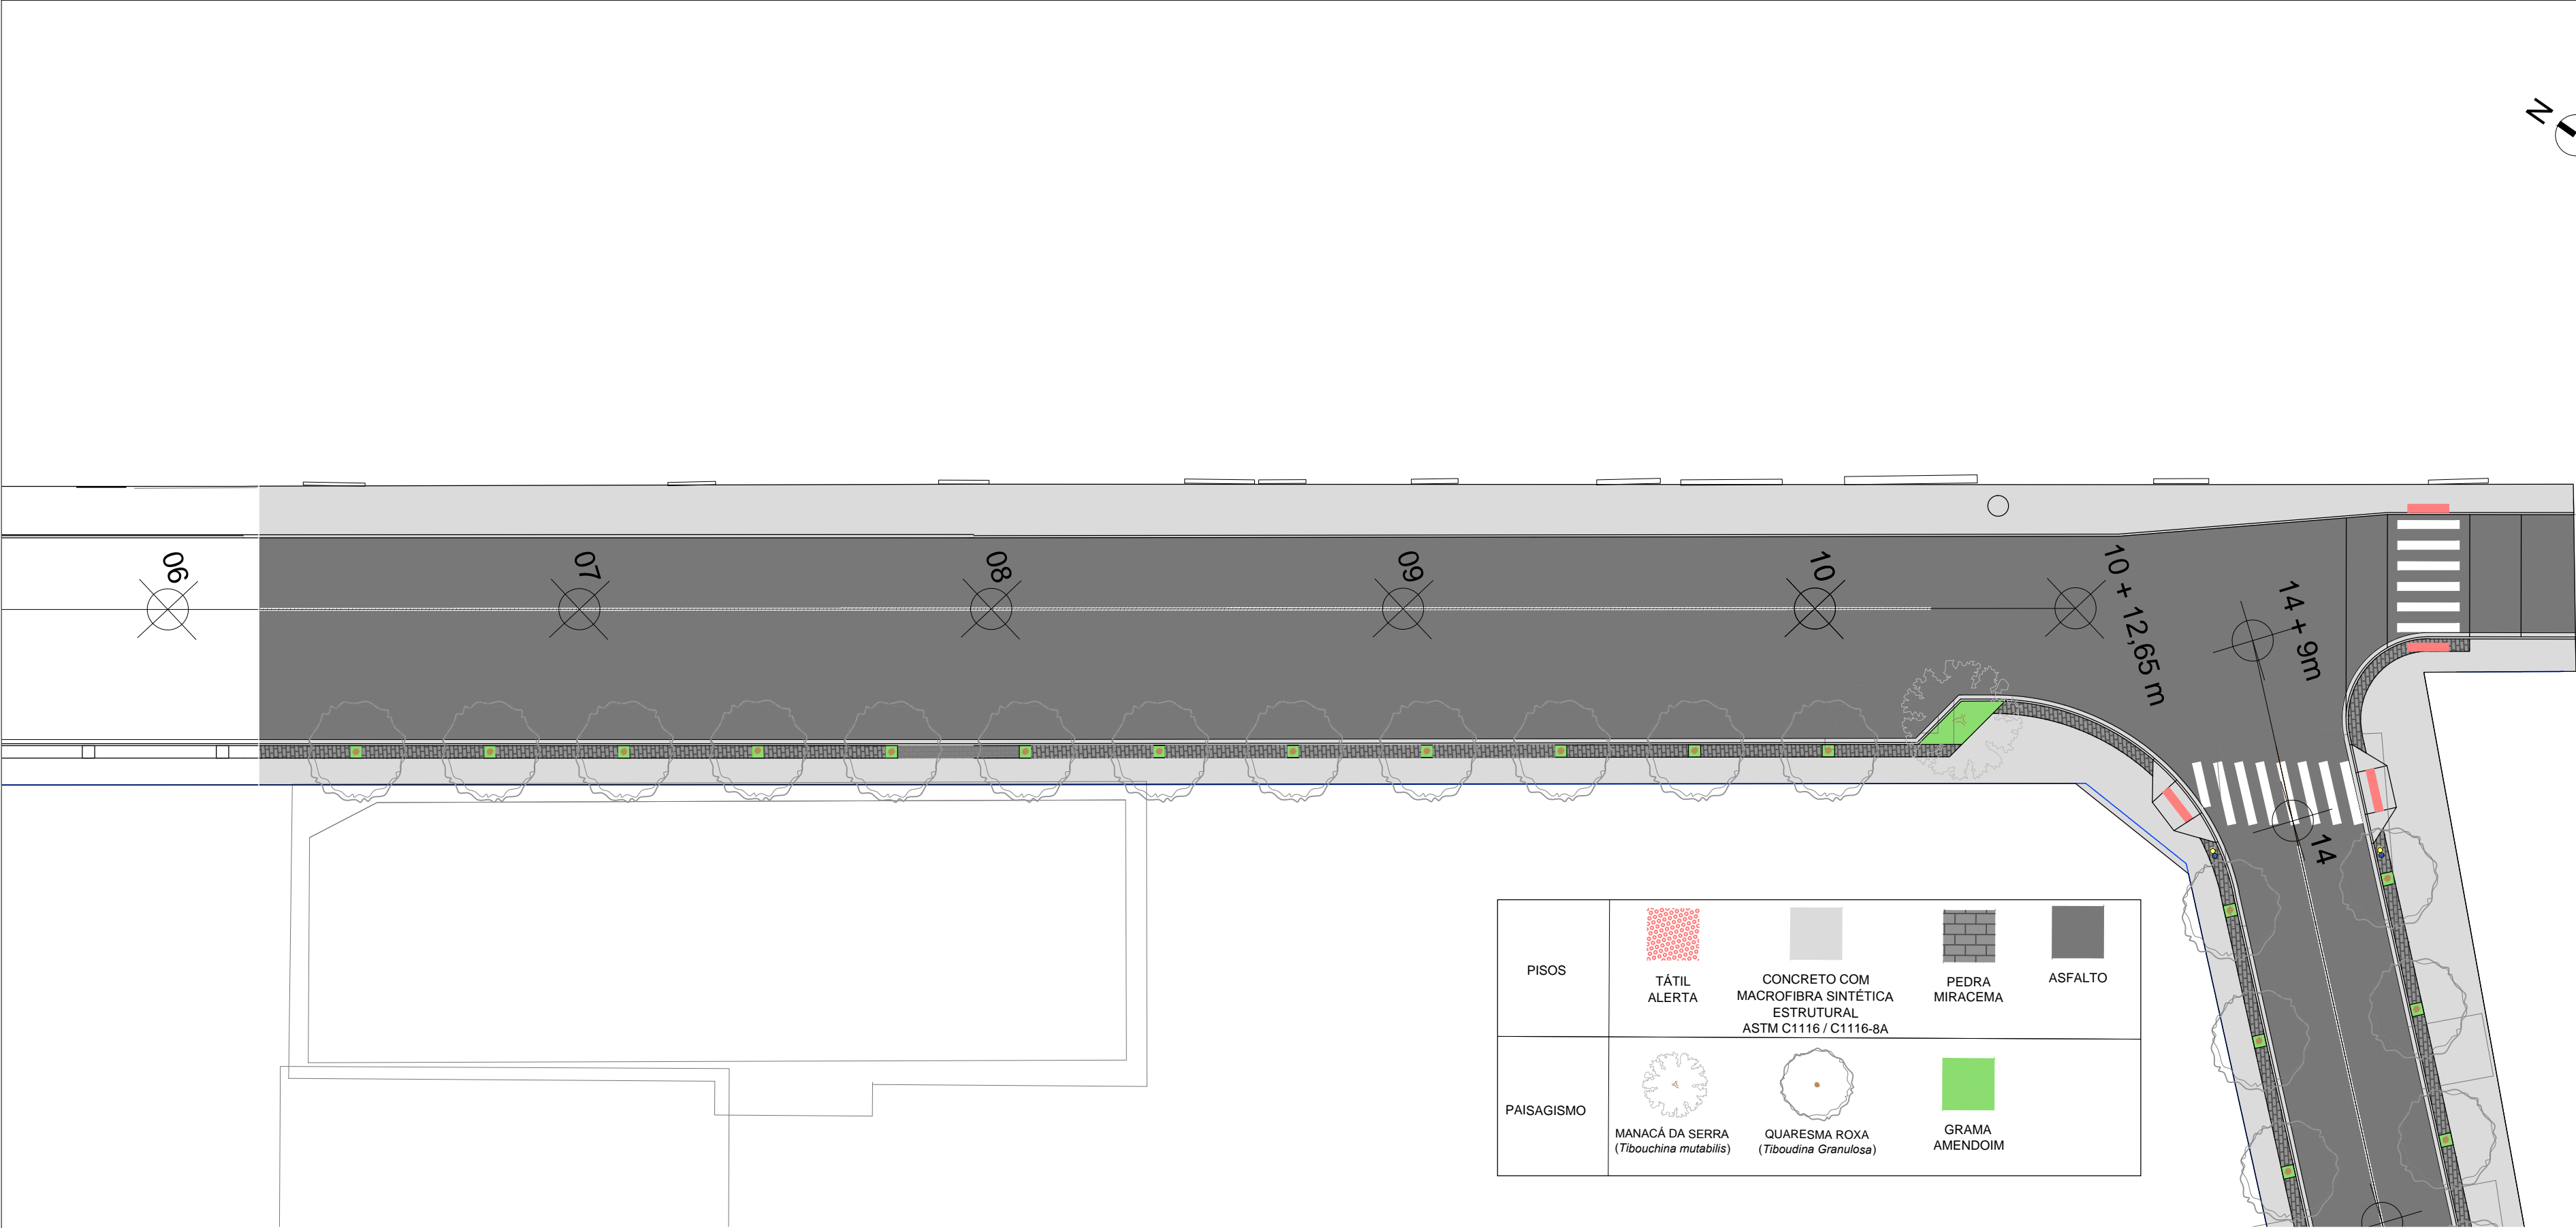 N
06
07
08
09
10
10 + 12,65 m
14 + 9m
14
PISOS
TÁTIL
ALERTA
CONCRETO COM
MACROFIBRA SINTÉTICA
ESTRUTURAL
ASTM C1116 / C1116-8A
PEDRA
MIRACEMA
ASFALTO
PAISAGISMO
MANACÁ DA SERRA
(Tibouchina mutabilis)
QUARESMA ROXA
(Tiboudina Granulosa)
GRAMA
AMENDOIM